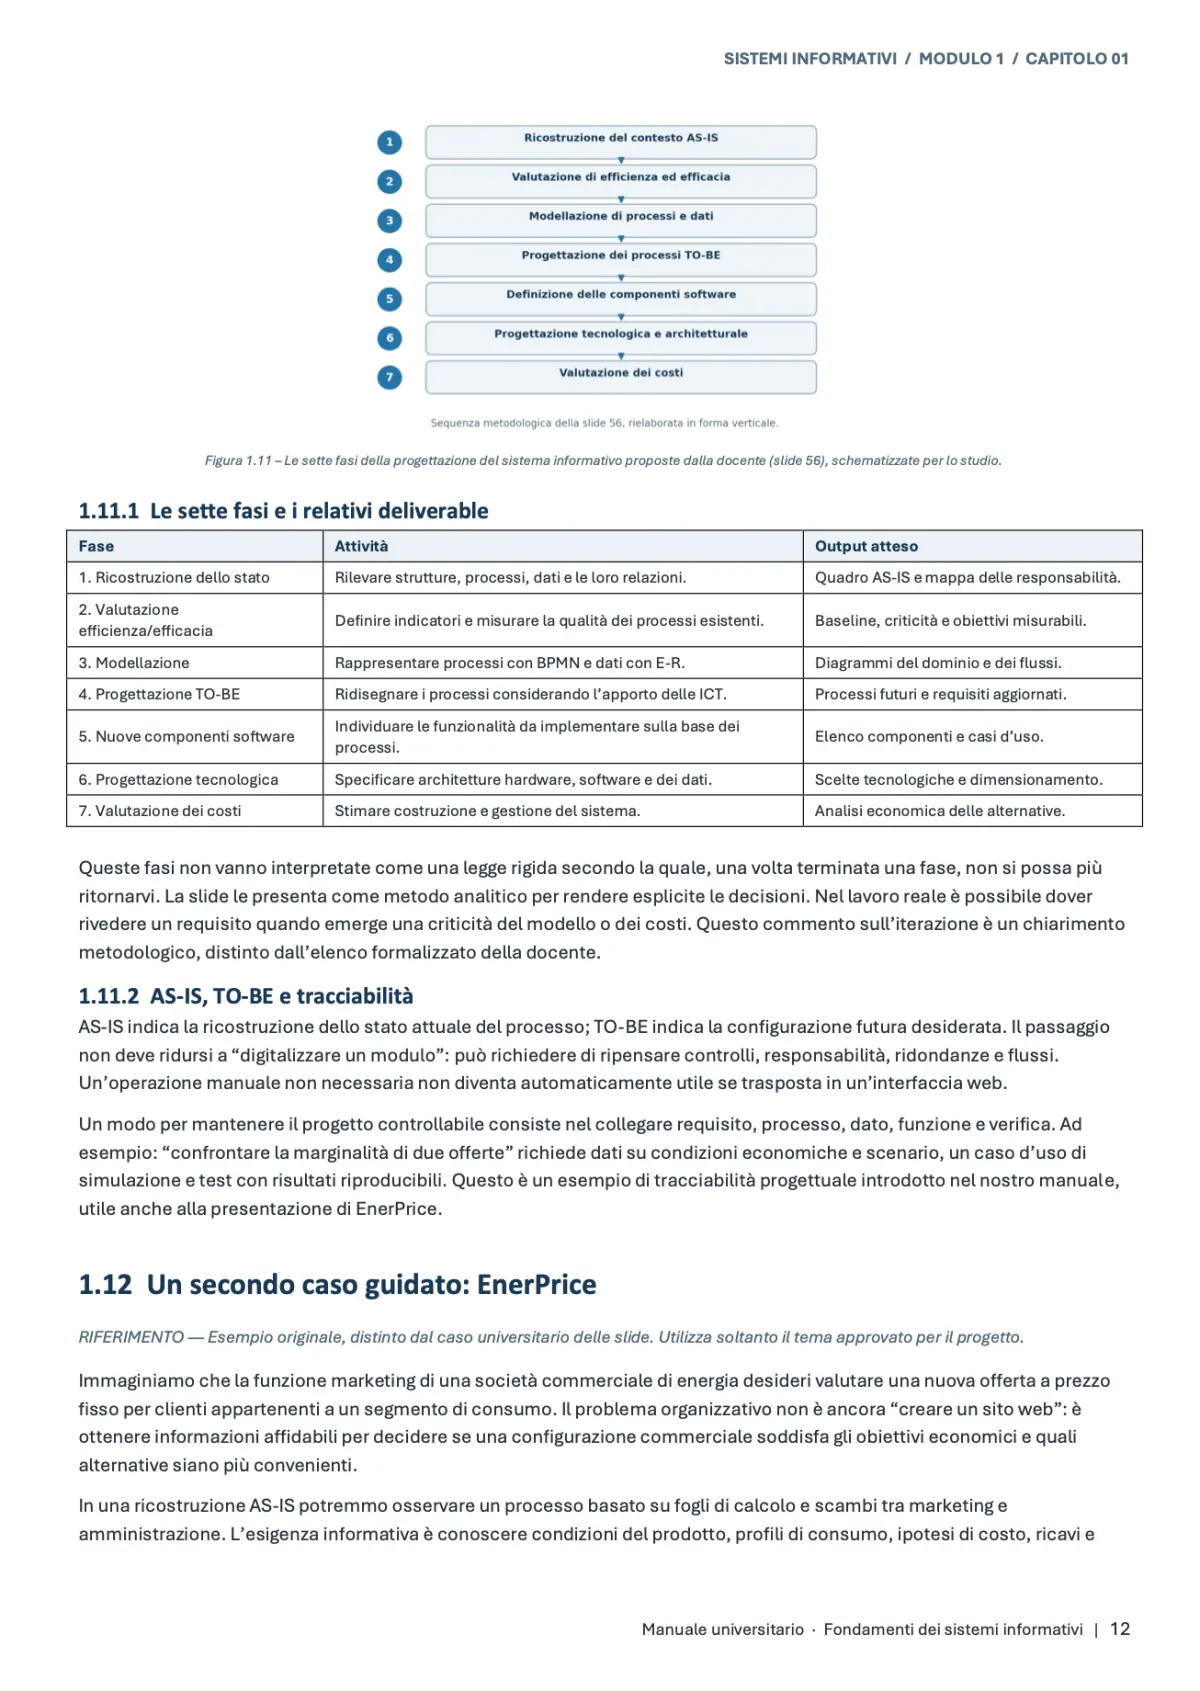 SISTEMI INFORMATIVI / MODULO 1 / CAPITOLO 01
1 Ricostruzione del contesto AS-IS
2 Valutazione di efficienza ed efficacia
3 Modellazione di processi e dati
4 Progettazione dei processi TO-BE
5 Definizione delle componenti software
6 Progettazione tecnologica e architetturale
7 Valutazione dei costi
Sequenza metodologica della slide 56, rielaborata in forma verticale.
Figura 1.11 – Le sette fasi della progettazione del sistema informativo proposte dalla docente (slide 56), schematizzate per lo studio.
1.11.1 Le sette fasi e i relativi deliverable
Fase Attività Output atteso
1. Ricostruzione dello stato Rilevare strutture, processi, dati e le loro relazioni. Quadro AS-IS e mappa delle responsabilità.
2. Valutazione
efficienza/efficacia Definire indicatori e misurare la qualità dei processi esistenti. Baseline, criticità e obiettivi misurabili.
3. Modellazione Rappresentare processi con BPMN e dati con E-R. Diagrammi del dominio e dei flussi.
4. Progettazione TO-BE Ridisegnare i processi considerando l’apporto delle ICT. Processi futuri e requisiti aggiornati.
5. Nuove componenti software Individuare le funzionalità da implementare sulla base dei
processi. Elenco componenti e casi d’uso.
6. Progettazione tecnologica Specificare architetture hardware, software e dei dati. Scelte tecnologiche e dimensionamento.
7. Valutazione dei costi Stimare costruzione e gestione del sistema. Analisi economica delle alternative.
Queste fasi non vanno interpretate come una legge rigida secondo la quale, una volta terminata una fase, non si possa più
ritornarvi. La slide le presenta come metodo analitico per rendere esplicite le decisioni. Nel lavoro reale è possibile dover
rivedere un requisito quando emerge una criticità del modello o dei costi. Questo commento sull’iterazione è un chiarimento
metodologico, distinto dall’elenco formalizzato della docente.
1.11.2 AS-IS, TO-BE e tracciabilità
AS-IS indica la ricostruzione dello stato attuale del processo; TO-BE indica la configurazione futura desiderata. Il passaggio
non deve ridursi a “digitalizzare un modulo”: può richiedere di ripensare controlli, responsabilità, ridondanze e flussi.
Un’operazione manuale non necessaria non diventa automaticamente utile se trasposta in un’interfaccia web.
Un modo per mantenere il progetto controllabile consiste nel collegare requisito, processo, dato, funzione e verifica. Ad
esempio: “confrontare la marginalità di due offerte” richiede dati su condizioni economiche e scenario, un caso d’uso di
simulazione e test con risultati riproducibili. Questo è un esempio di tracciabilità progettuale introdotto nel nostro manuale,
utile anche alla presentazione di EnerPrice.
1.12 Un secondo caso guidato: EnerPrice
RIFERIMENTO — Esempio originale, distinto dal caso universitario delle slide. Utilizza soltanto il tema approvato per il progetto.
Immaginiamo che la funzione marketing di una società commerciale di energia desideri valutare una nuova offerta a prezzo
fisso per clienti appartenenti a un segmento di consumo. Il problema organizzativo non è ancora “creare un sito web”: è
ottenere informazioni affidabili per decidere se una configurazione commerciale soddisfa gli obiettivi economici e quali
alternative siano più convenienti.
In una ricostruzione AS-IS potremmo osservare un processo basato su fogli di calcolo e scambi tra marketing e
amministrazione. L’esigenza informativa è conoscere condizioni del prodotto, profili di consumo, ipotesi di costo, ricavi e
Manuale universitario · Fondamenti dei sistemi informativi | 12